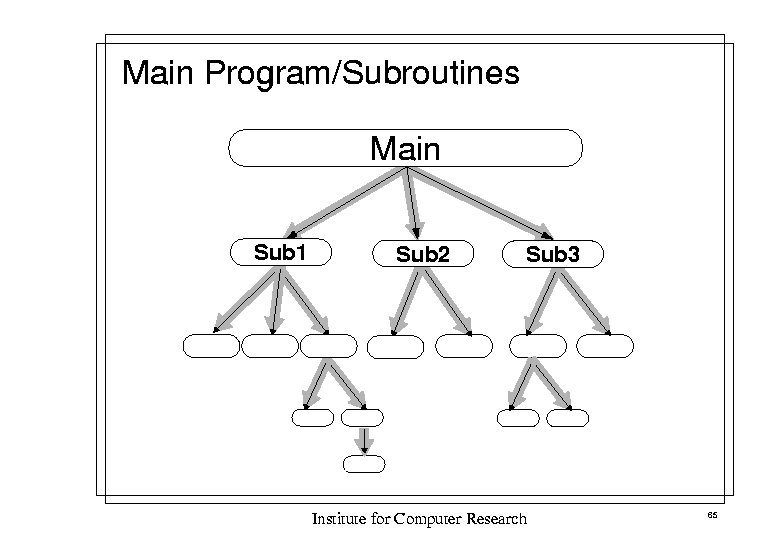 Main Program/Subroutines
Main
Sub1
Sub2
Sub3
Institute for Computer Research
65